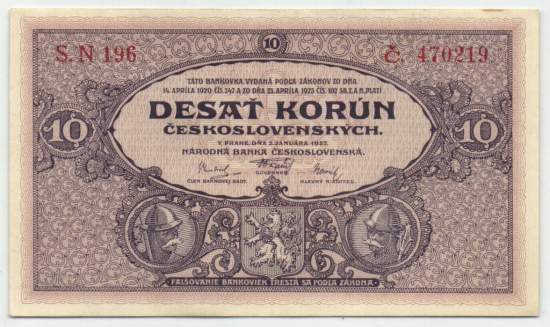 S. N 196
10
Č. 470219
TÁTO BANKOVKA VYDANÁ PODĽA ZÁKONOV ZO DŇA
14. APRÍLA 1920 ČÍS. 347 A ZO DŇA 23. APRÍLA 1925 ČÍS. 102 SB. Z. A N. PLATÍ
DESAŤ KORÚN
ČESKOSLOVENSKÝCH.
10
10
V PRAHE, DŇA 2. JANUÁRA 1927.
NÁRODNÁ BANKA ČESKOSLOVENSKÁ.
ČLEN BANKOVEJ RADY.
GUVERNÉR
HLAVNÝ RIADITEĽ.
FALŠOVANIE BANKOVIEK TRESTÁ SA PODĽA ZÁKONA.